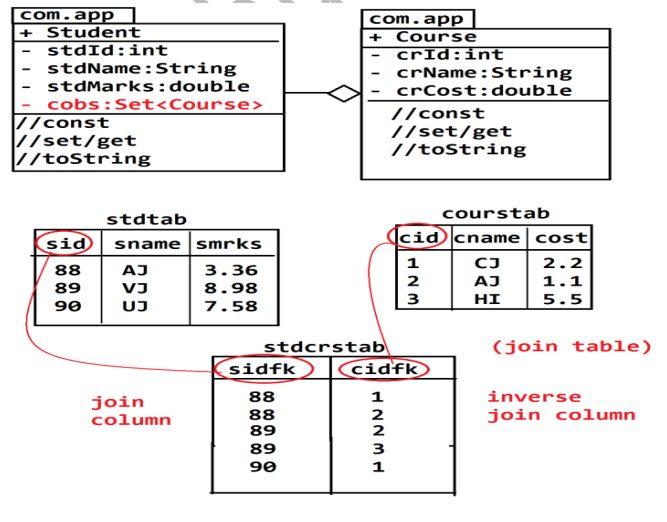 com.app
+ Student
- stdId:int
- stdName:String
- stdMarks:double
- cobs:Set<Course>
//const
//set/get
//toString
com.app
+ Course
- crId:int
- crName:String
- crCost:double
//const
//set/get
//toString
stdtab
sid sname smrks
88 AJ 3.36
89 VJ 8.98
90 UJ 7.58
courstab
cid cname cost
1 CJ 2.2
2 AJ 1.1
3 HI 5.5
stdcrstab
(join table)
sidfk cidfk
88 1
88 2
89 2
89 3
90 1
join
column
inverse
join column